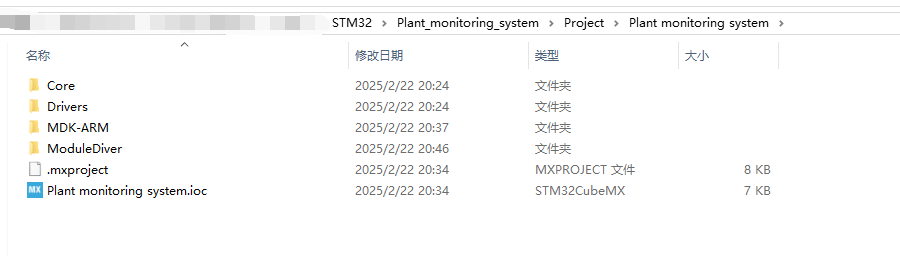 STM32 > Plant_monitoring_system > Project > Plant monitoring system >
名称 修改日期 类型 大小
Core 2025/2/22 20:24 文件夹
Drivers 2025/2/22 20:24 文件夹
MDK-ARM 2025/2/22 20:37 文件夹
ModuleDiver 2025/2/22 20:46 文件夹
.mxproject 2025/2/22 20:34 MXPROJECT 文件 8 KB
MX Plant monitoring system.ioc 2025/2/22 20:34 STM32CubeMX 7 KB